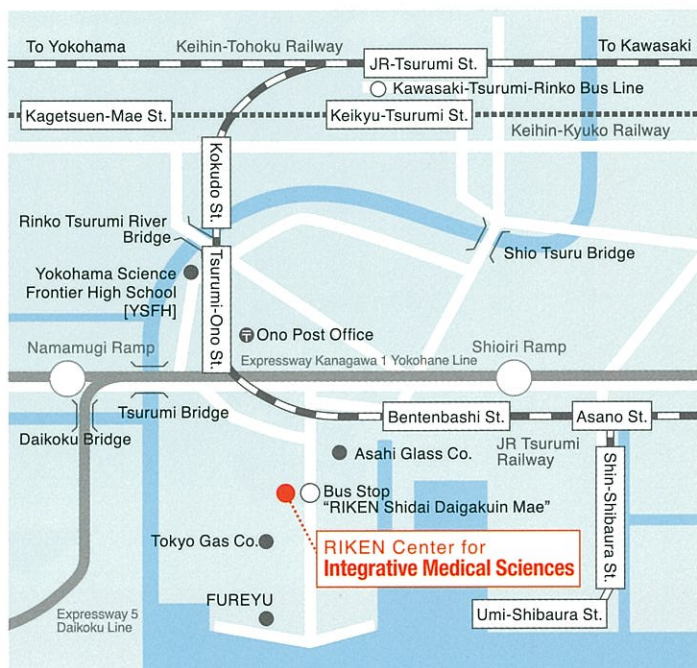 To Yokohama
Keihin-Tohoku Railway
To Kawasaki
JR-Tsurumi St.
Kawasaki-Tsurumi-Rinko Bus Line
Kagetsuen-Mae St.
Keikyu-Tsurumi St.
Keihin-Kyuko Railway
Kokudo St.
Rinko Tsurumi River
Bridge
Shio Tsuru Bridge
Yokohama Science
Frontier High School
[YSFH]
Tsurumi-Ono St.
〒
Ono Post Office
Namamugi Ramp
Expressway Kanagawa 1 Yokohane Line
Shioiri Ramp
Tsurumi Bridge
Daikoku Bridge
Bentenbashi St.
Asano St.
JR Tsurumi
Railway
Asahi Glass Co.
Shin-Shibaura St.
Bus Stop
“RIKEN Shidai Daigakuin Mae”
Tokyo Gas Co.
RIKEN Center for
Integrative Medical Sciences
FUREYU
Umi-Shibaura St.
Expressway 5
Daikoku Line